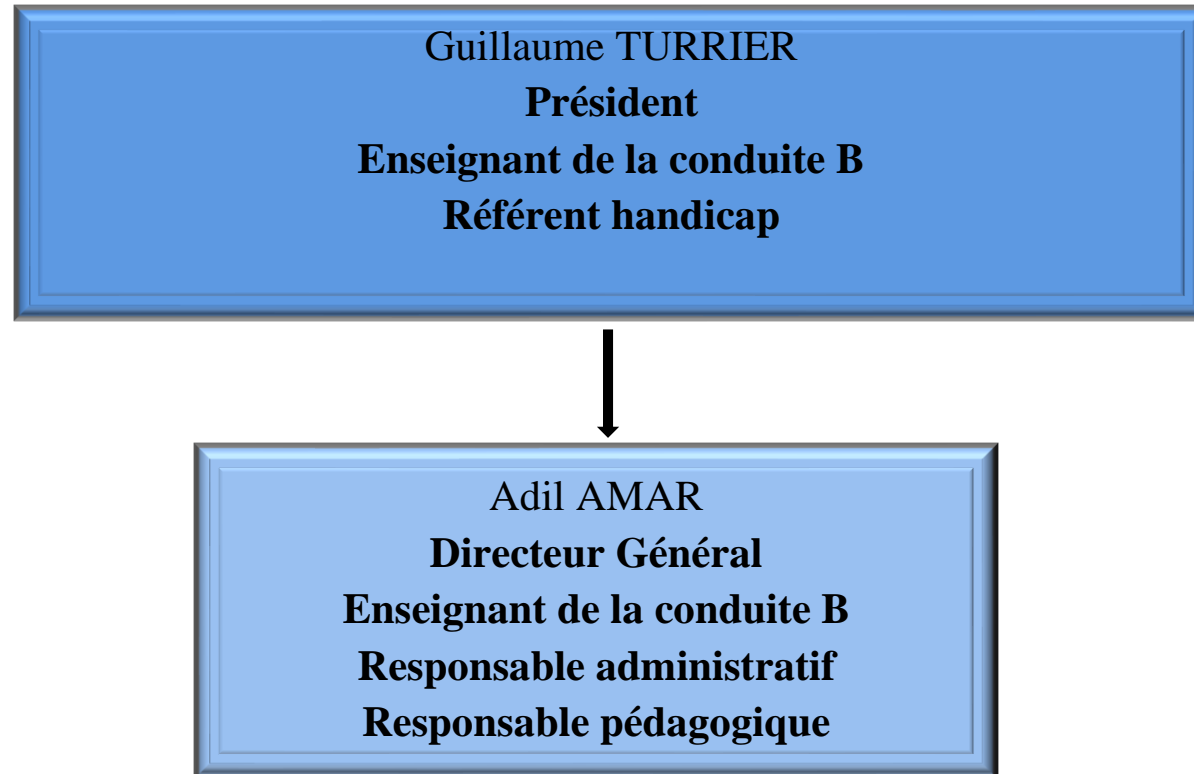 Guillaume TURRIER
Président
Enseignant de la conduite B
Référent handicap
Adil AMAR
Directeur Général
Enseignant de la conduite B
Responsable administratif
Responsable pédagogique